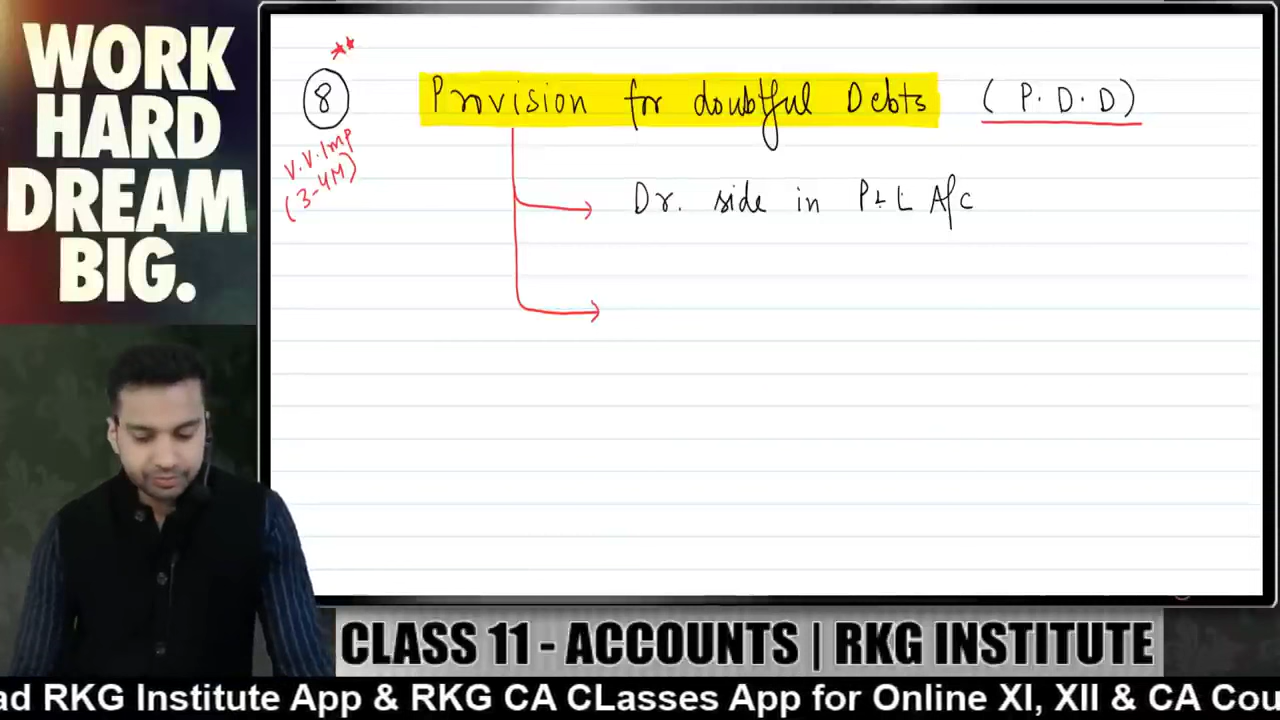 WORK
HARD
DREAM
BIG.
**
8
Provision for doubtful Debts (P.D.D)
V.V.Imp
(3-4M)
Dr. side in P+L A/c
CLASS 11 - ACCOUNTS | RKG INSTITUTE
ad RKG Institute App & RKG CA CLasses App for Online XI, XII & CA Cou